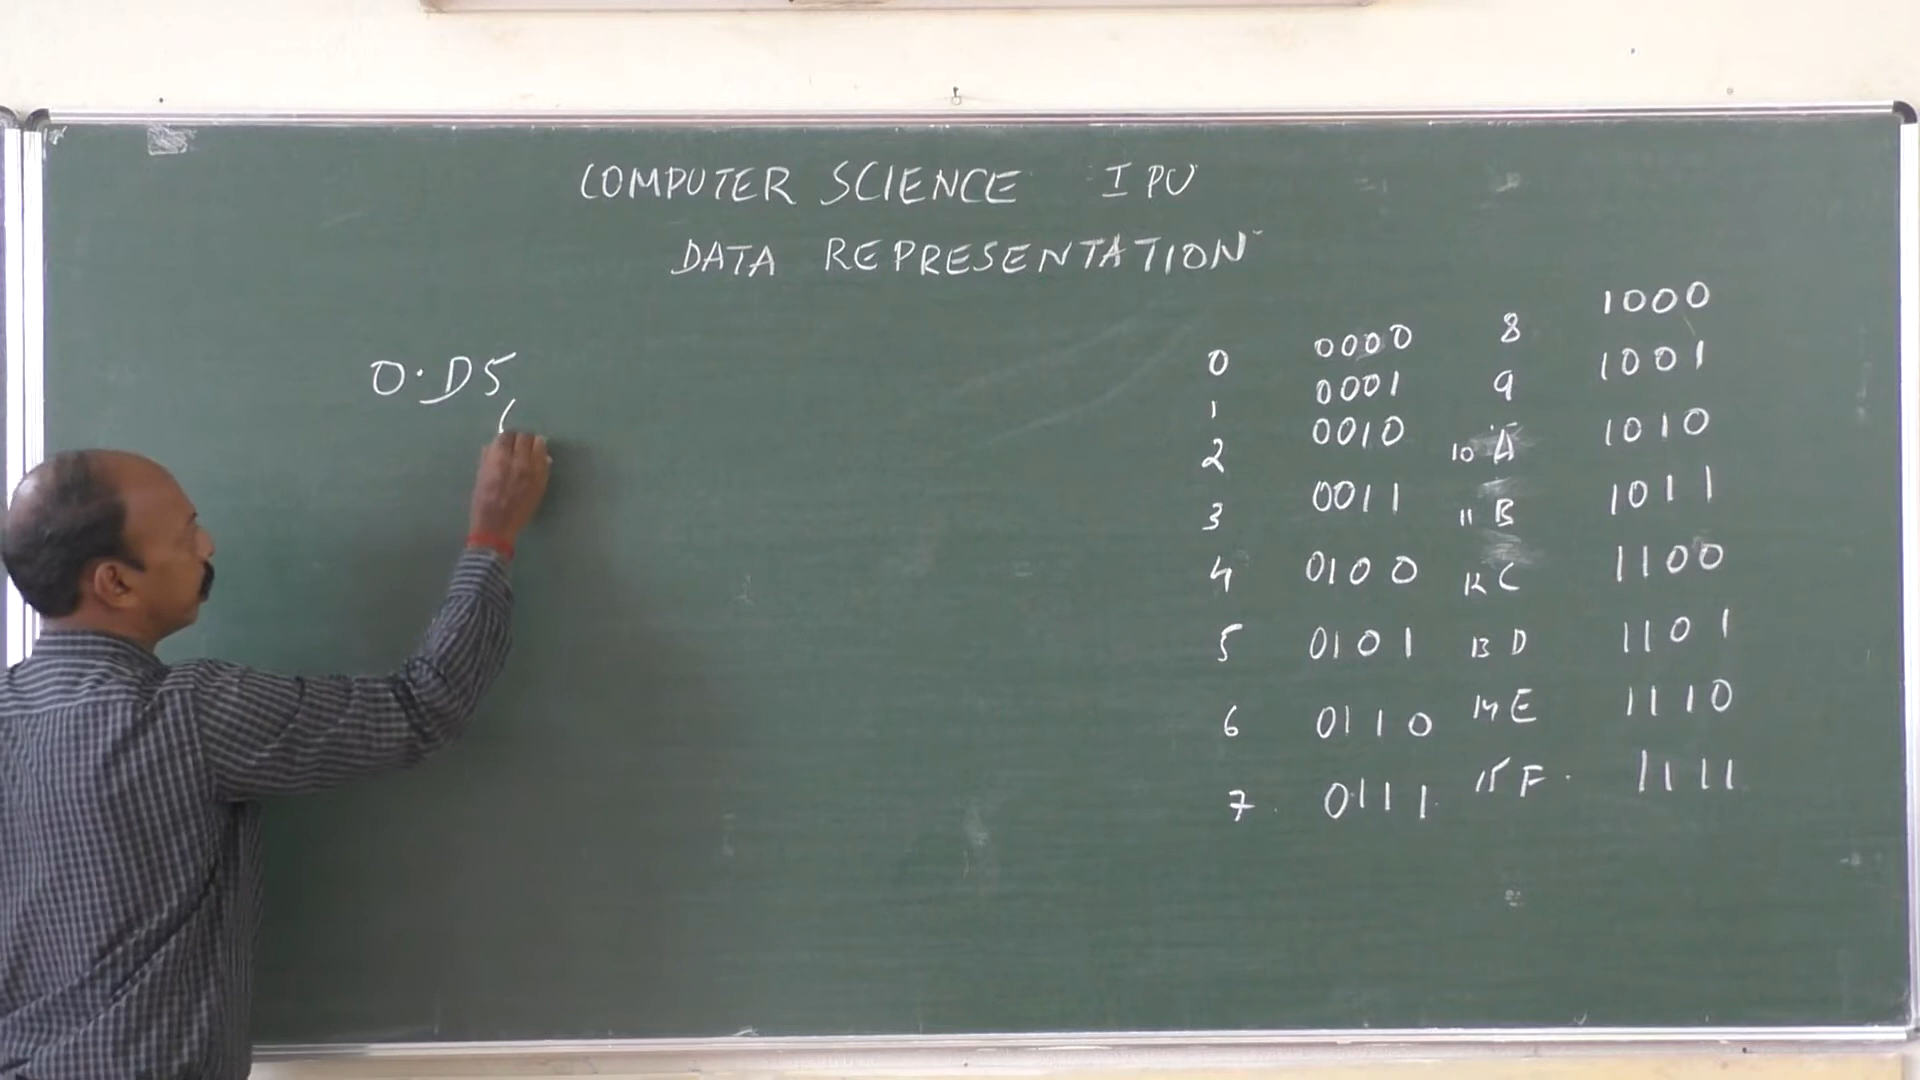 COMPUTER SCIENCE I PU
DATA REPRESENTATION
0.D5
(
0 0000 8 1000
1 0001 9 1001
2 0010 10 A 1010
3 0011 11 B 1011
4 0100 12 C 1100
5 0101 13 D 1101
6 0110 14 E 1110
7. 0111. 15 F. 1111